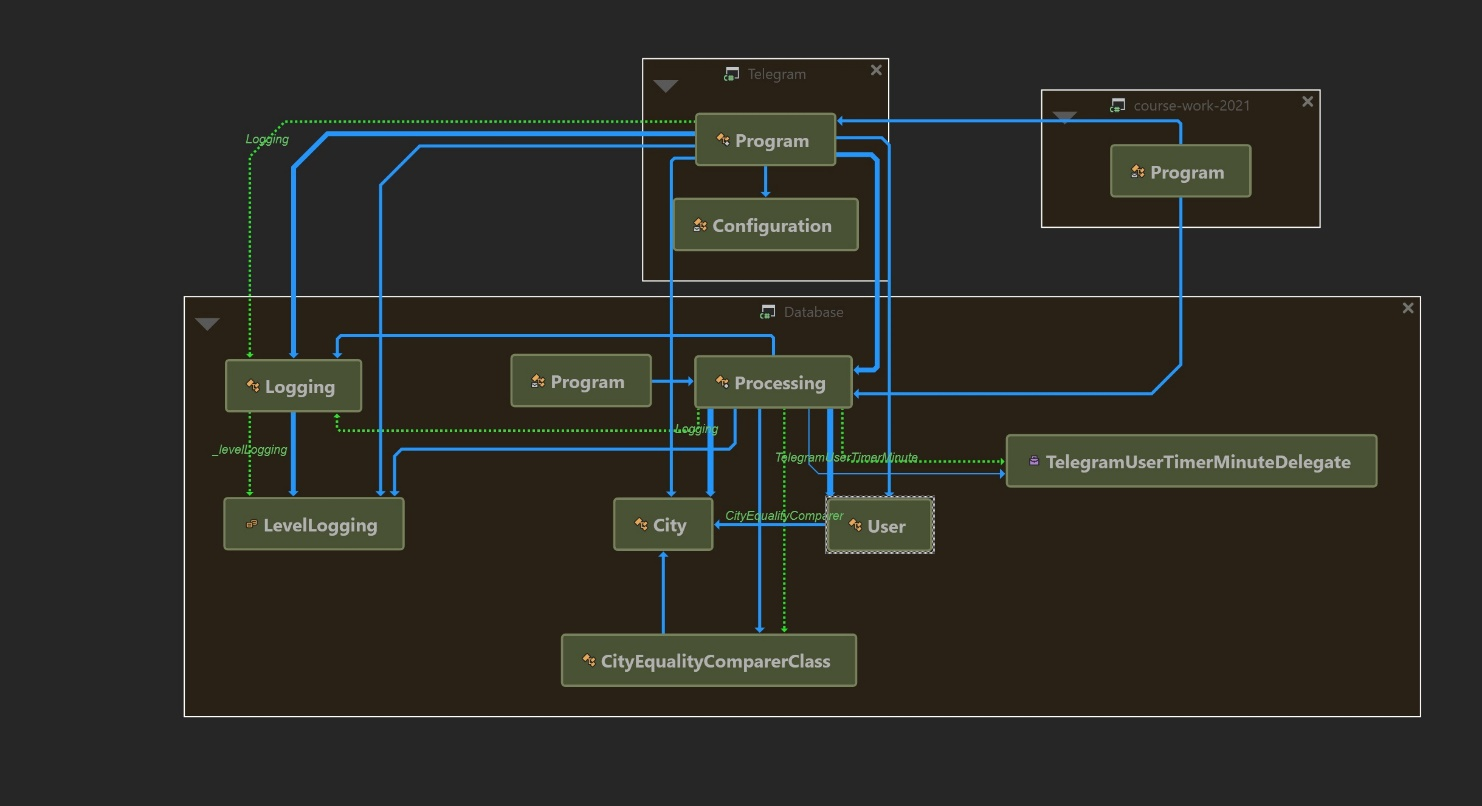 Telegram
course-work-2021
Logging
Program
Program
Configuration
Database
Logging
Program
Processing
_levelLogging
Logging
TelegramUserTimerMinute
TelegramUserTimerMinuteDelegate
LevelLogging
City
CityEqualityComparer
User
CityEqualityComparerClass